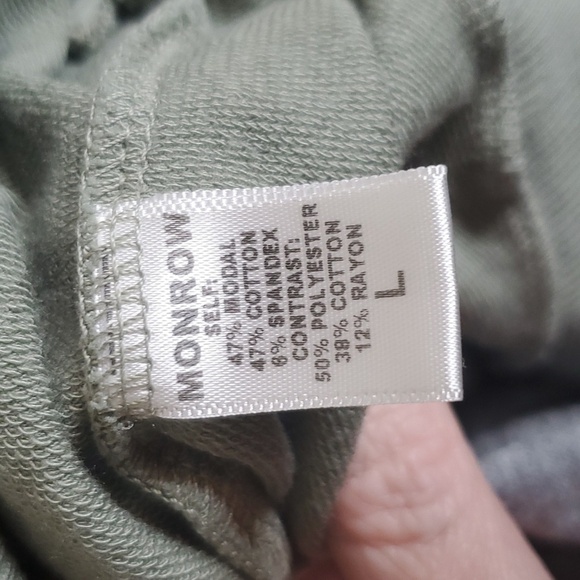 MONROW
SELF:
47% MODAL
47% COTTON
6% SPANDEX
CONTRAST:
50% POLYESTER
38% COTTON
12% RAYON
L